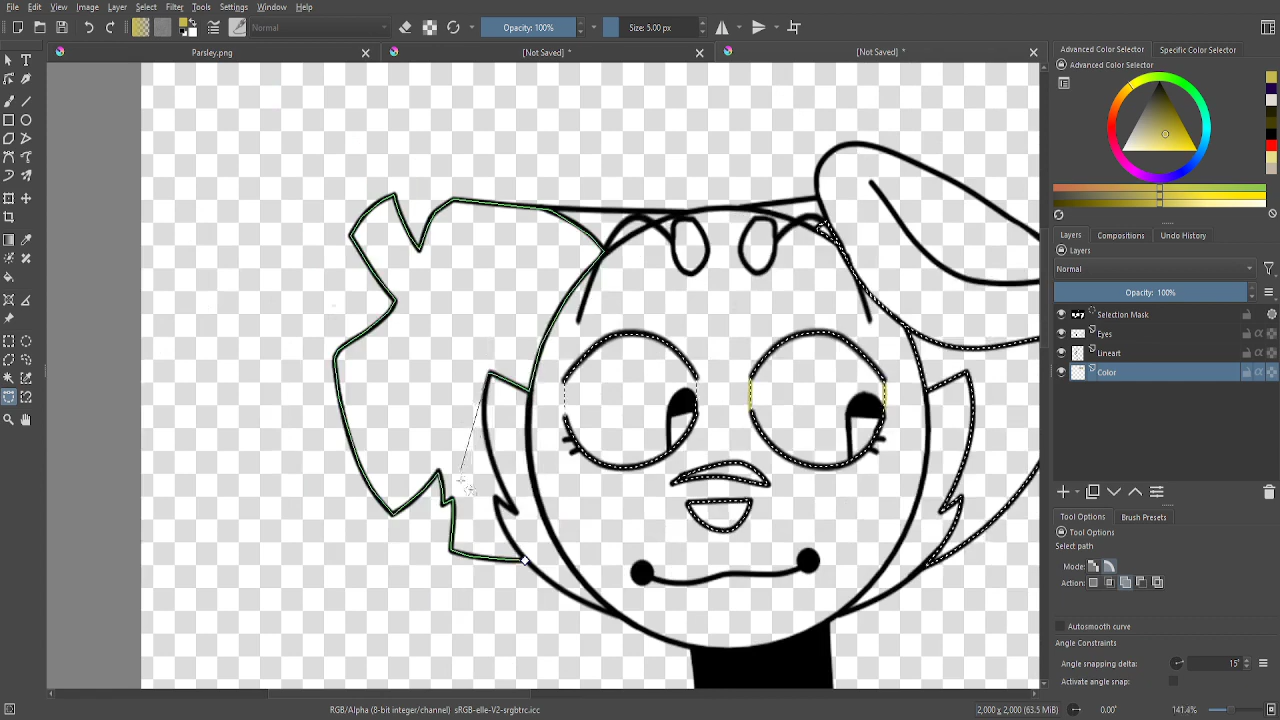 File Edit View Image Layer Select Filter Tools Settings Window Help
Normal
Opacity: 100%
Size: 5.00 px
Parsley.png
[Not Saved] *
[Not Saved] *
Advanced Color Selector
Specific Color Selector
Advanced Color Selector
Layers
Compositions
Undo History
Layers
Normal
Opacity: 100%
Selection Mask
Eyes
Lineart
Color
Tool Options
Brush Presets
Tool Options
Select path
Mode:
Action:
Autosmooth curve
Angle Constraints
Angle snapping delta:
15°
Activate angle snap:
RGB/Alpha (8-bit integer/channel) sRGB-elle-V2-srgbtrc.icc
2,000 x 2,000 (63.5 MiB)
0.00°
141.4%